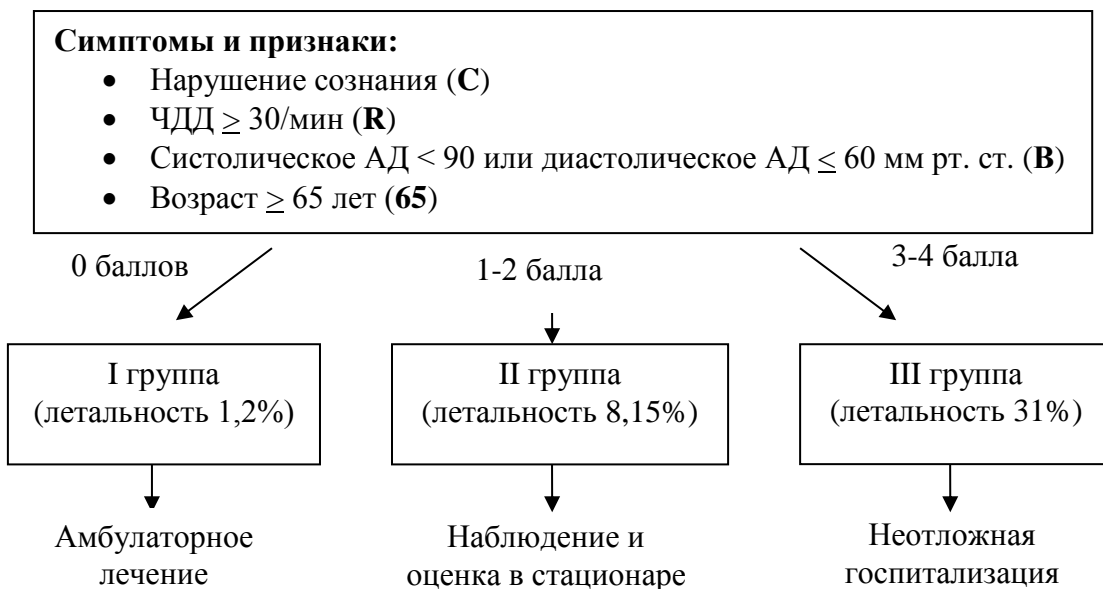 Симптомы и признаки:
• Нарушение сознания (C)
• ЧДД ≥ 30/мин (R)
• Систолическое АД < 90 или диастолическое АД ≤ 60 мм рт. ст. (B)
• Возраст ≥ 65 лет (65)
0 баллов
1-2 балла
3-4 балла
I группа
(летальность 1,2%)
II группа
(летальность 8,15%)
III группа
(летальность 31%)
Амбулаторное
лечение
Наблюдение и
оценка в стационаре
Неотложная
госпитализация